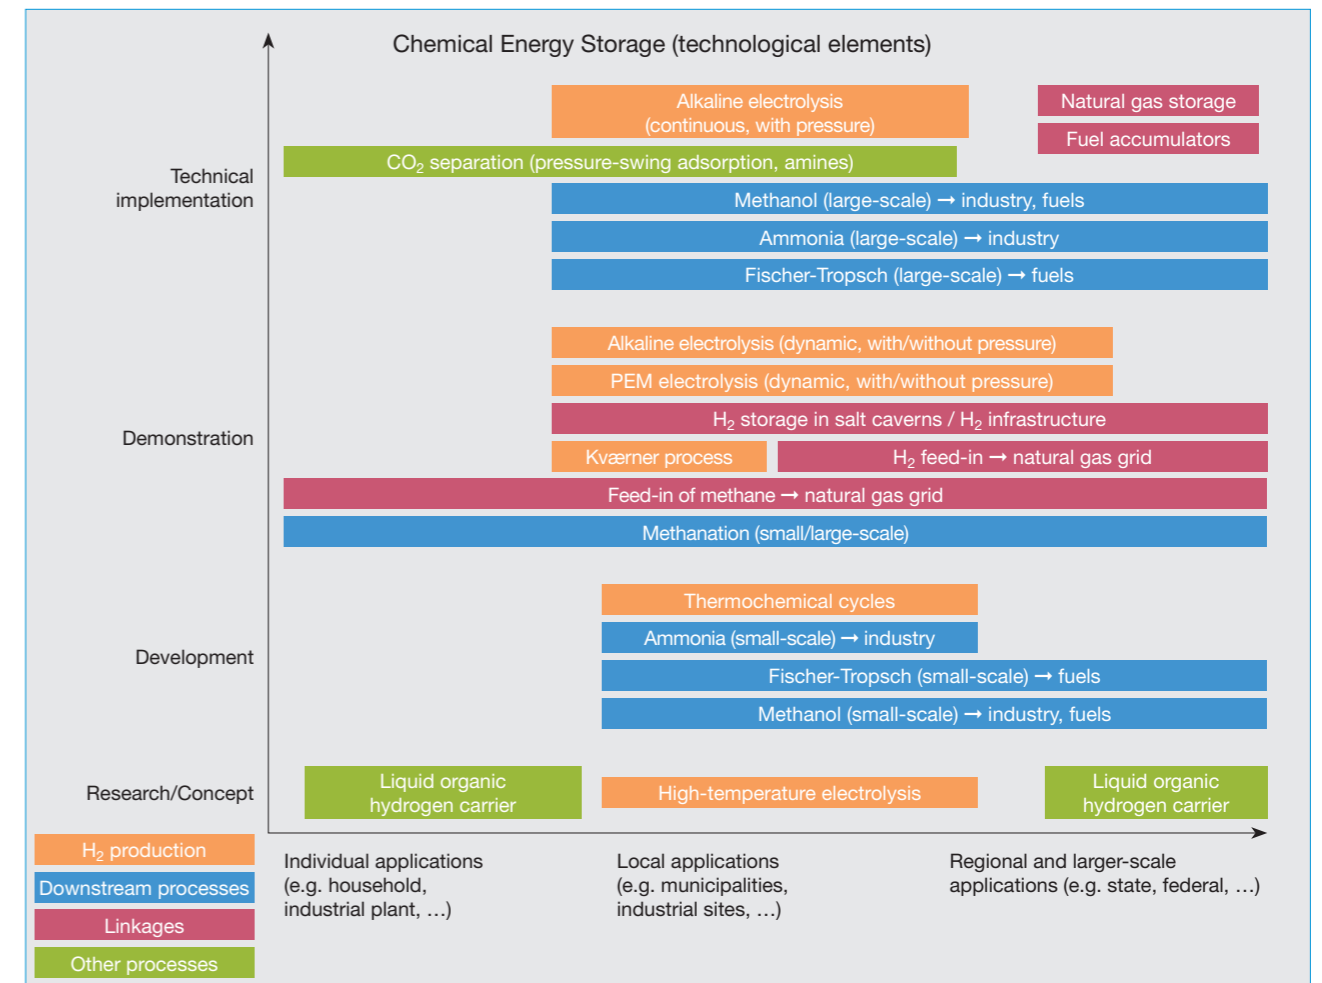 Chemical Energy Storage (technological elements)
Alkaline electrolysis
(continuous, with pressure)
Natural gas storage
Fuel accumulators
CO₂ separation (pressure-swing adsorption, amines)
Technical
implementation
Methanol (large-scale) → industry, fuels
Ammonia (large-scale) → industry
Fischer-Tropsch (large-scale) → fuels
Alkaline electrolysis (dynamic, with/without pressure)
PEM electrolysis (dynamic, with/without pressure)
H₂ storage in salt caverns / H₂ infrastructure
Demonstration
Kværner process
H₂ feed-in → natural gas grid
Feed-in of methane → natural gas grid
Methanation (small/large-scale)
Thermochemical cycles
Ammonia (small-scale) → industry
Development
Fischer-Tropsch (small-scale) → fuels
Methanol (small-scale) → industry, fuels
Research/Concept
Liquid organic
hydrogen carrier
High-temperature electrolysis
Liquid organic
hydrogen carrier
H₂ production
Downstream processes
Linkages
Other processes
Individual applications
(e.g. household,
industrial plant, …)
Local applications
(e.g. municipalities,
industrial sites, …)
Regional and larger-scale
applications (e.g. state, federal, …)